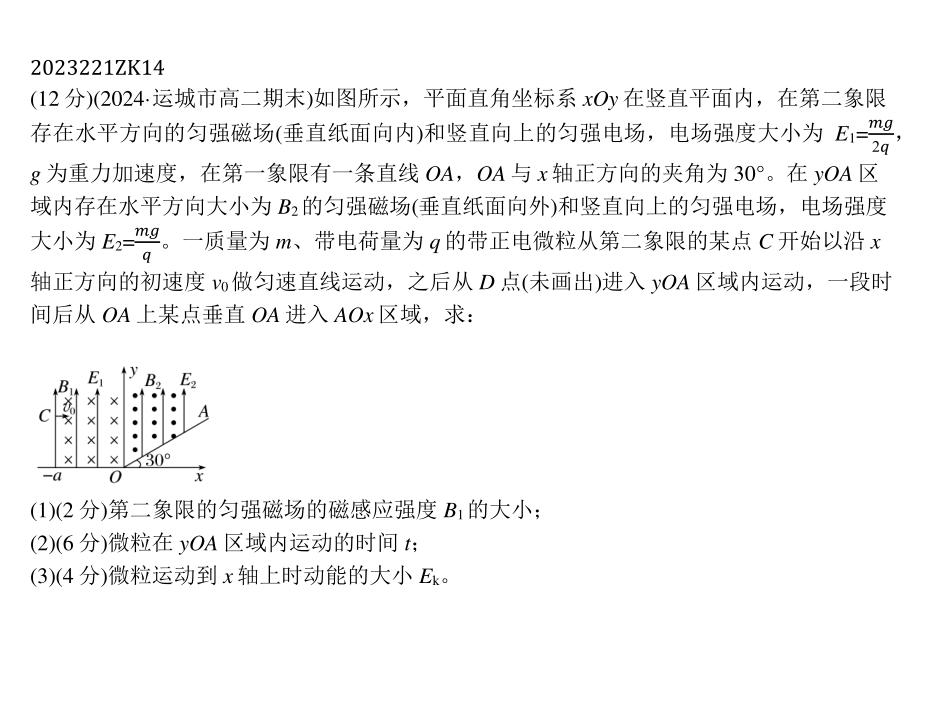 2023221ZK14
(12 分)(2024·运城市高二期末)如图所示，平面直角坐标系 xOy 在竖直平面内，在第二象限
存在水平方向的匀强磁场(垂直纸面向内)和竖直向上的匀强电场，电场强度大小为 E₁=mg/2q，
g 为重力加速度，在第一象限有一条直线 OA，OA 与 x 轴正方向的夹角为 30°。在 yOA 区
域内存在水平方向大小为 B₂ 的匀强磁场(垂直纸面向外)和竖直向上的匀强电场，电场强度
大小为 E₂=mg/q。一质量为 m、带电荷量为 q 的带正电微粒从第二象限的某点 C 开始以沿 x
轴正方向的初速度 v₀ 做匀速直线运动，之后从 D 点(未画出)进入 yOA 区域内运动，一段时
间后从 OA 上某点垂直 OA 进入 AOx 区域，求：
B₁ E₁ y B₂ E₂
C v₀ A
30°
−a O x
(1)(2 分)第二象限的匀强磁场的磁感应强度 B₁ 的大小；
(2)(6 分)微粒在 yOA 区域内运动的时间 t；
(3)(4 分)微粒运动到 x 轴上时动能的大小 Eₖ。